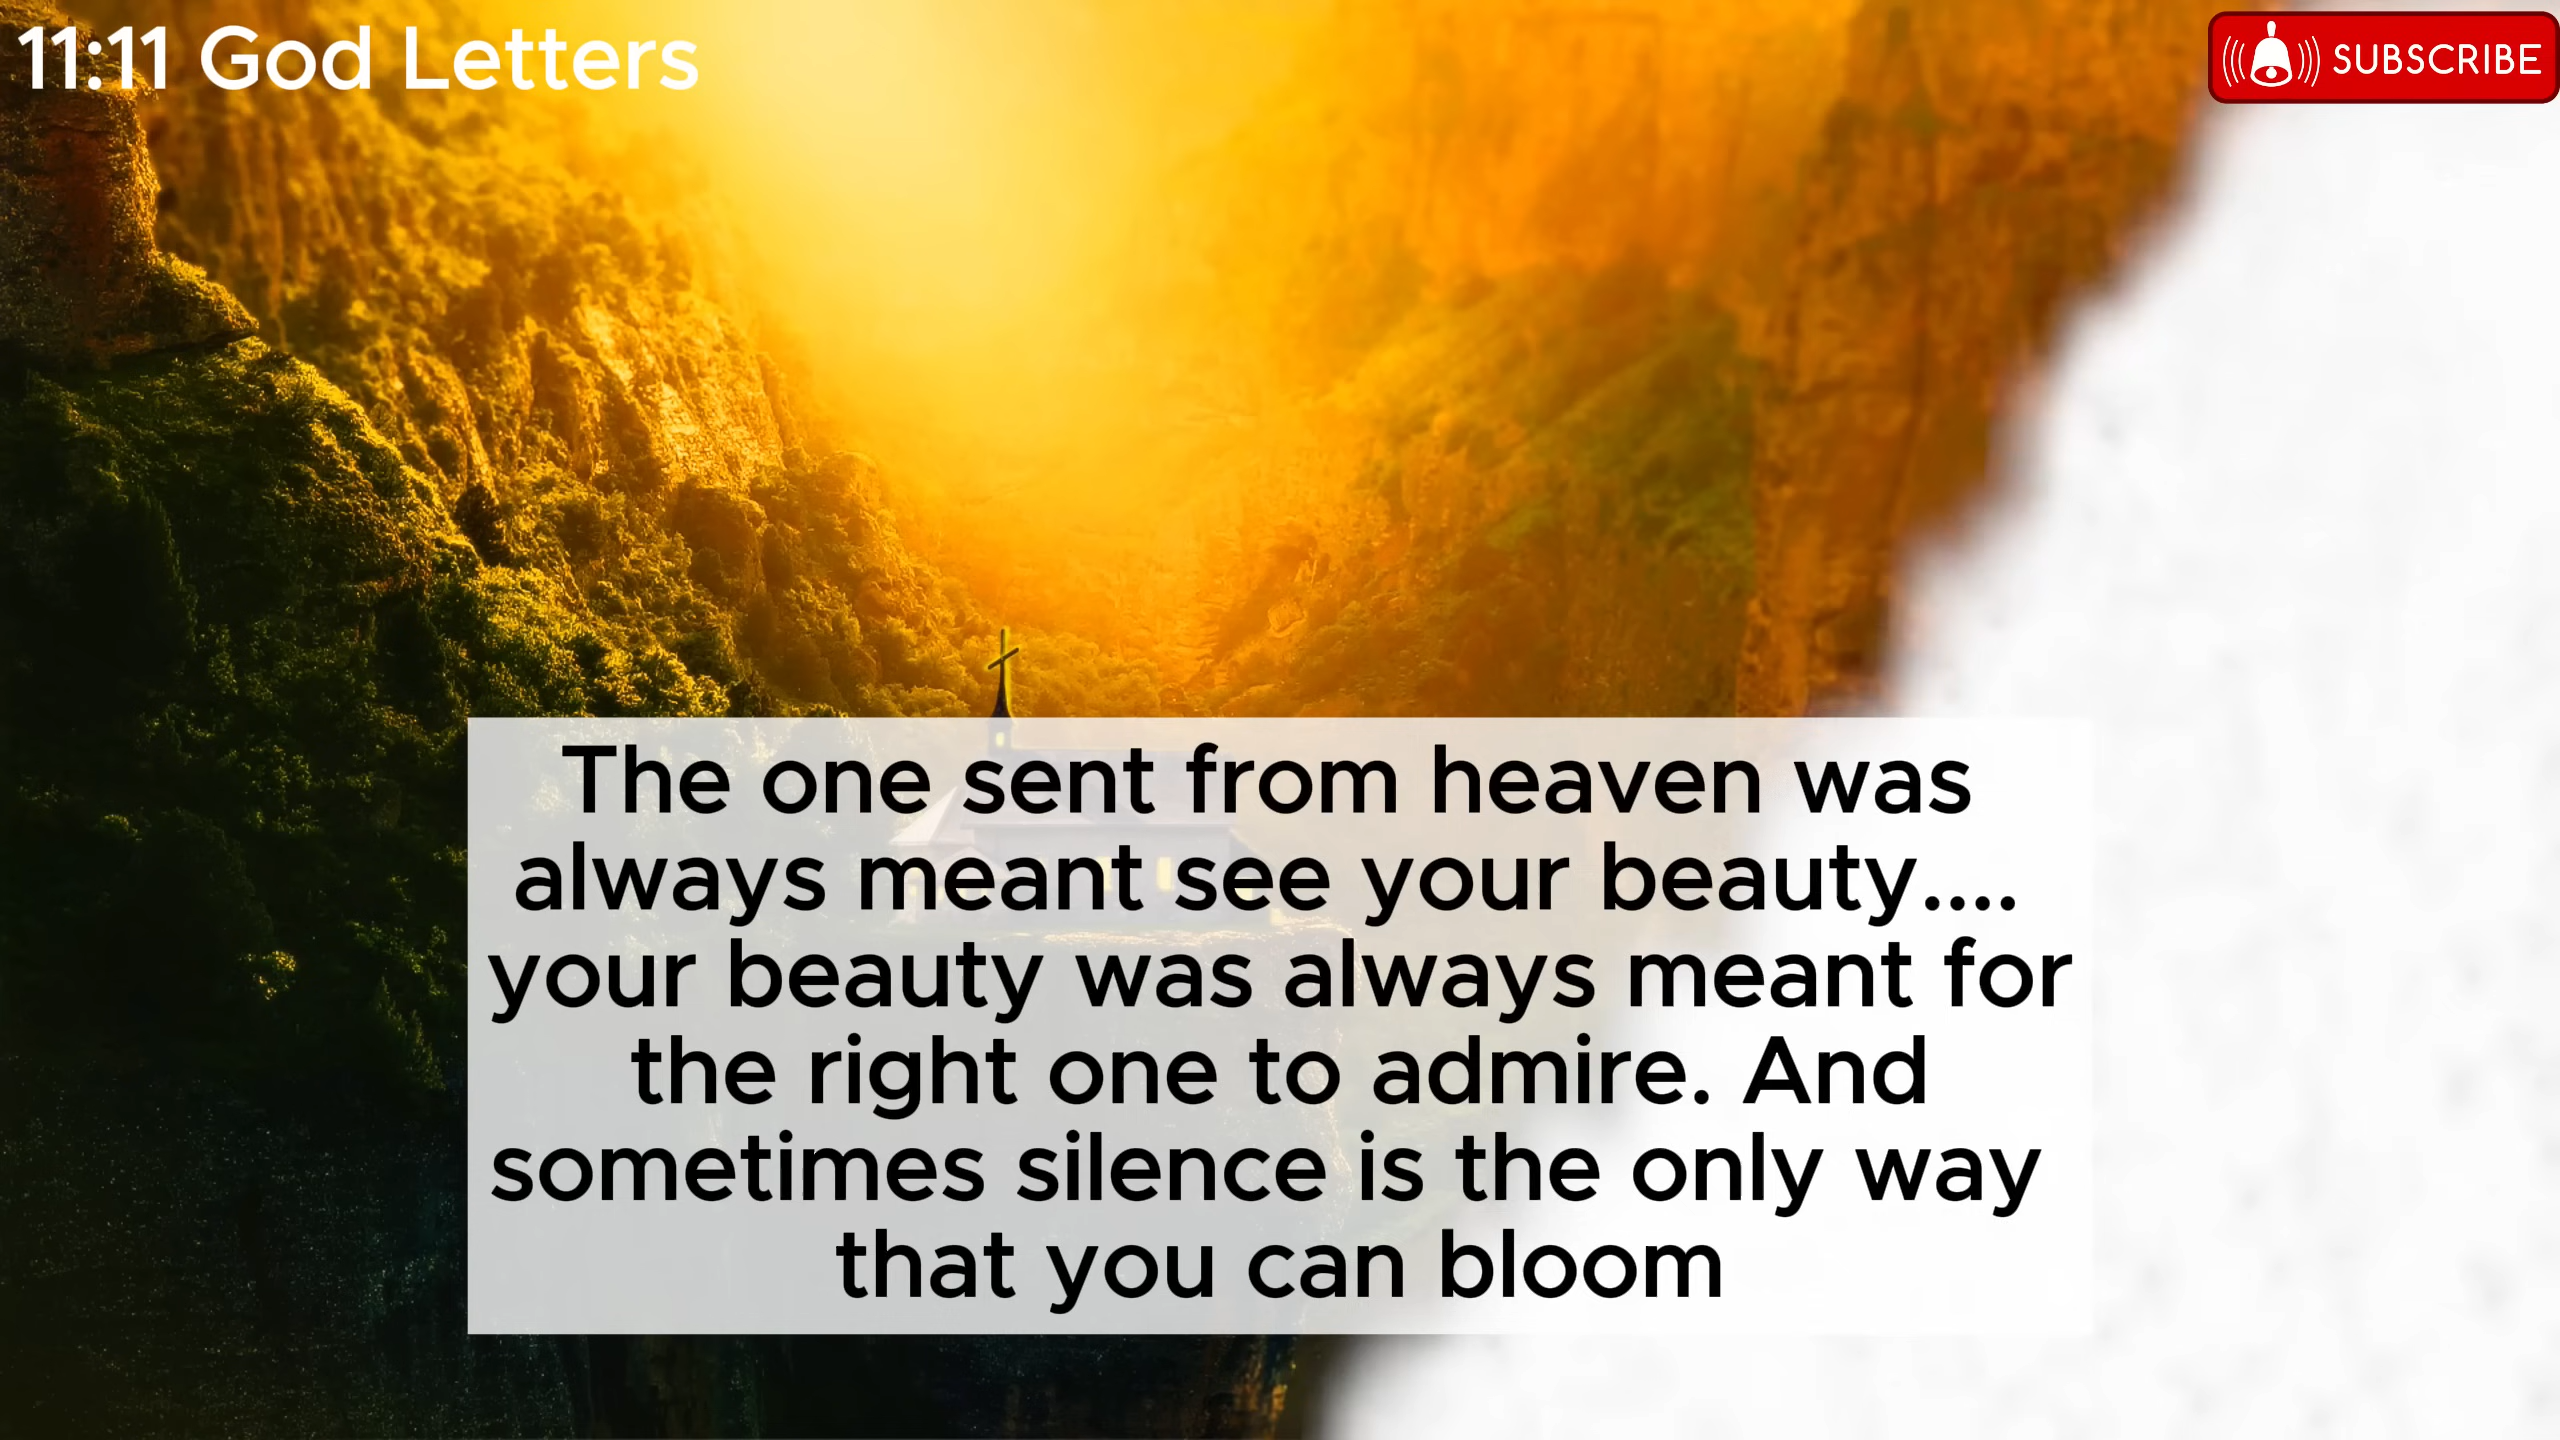 11:11 God Letters
SUBSCRIBE
The one sent from heaven was
always meant see your beauty....
your beauty was always meant for
the right one to admire. And
sometimes silence is the only way
that you can bloom